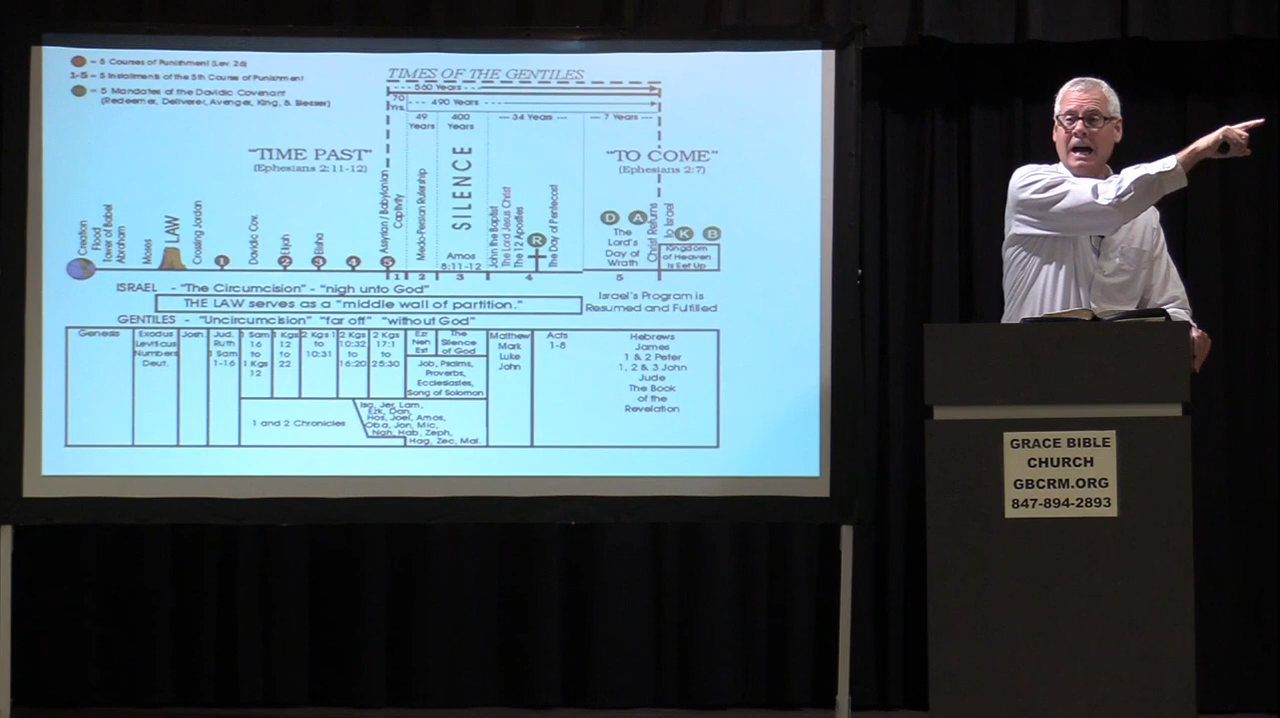 = 5 Courses of Punishment (Lev. 26)
1-5 = 5 Installments of the 5th Course of Punishment
= 5 Mandates of the Davidic Covenant
(Redeemer, Deliverer, Avenger, King, & Blesser)
TIMES OF THE GENTILES
560 Years
70 Yrs.
490 Years
49 Years
400 Years
34 Years
7 Years
"TIME PAST"
(Ephesians 2:11-12)
"TO COME"
(Ephesians 2:7)
Creation
Flood
Tower of Babel
Abraham
Moses
LAW
Crossing Jordan
1
Davidic Cov.
2
Elijah
3
Elisha
4
5
Assyrian / Babylonian
Captivity
Medo-Persian Rulership
SILENCE
Amos
8:11-12
John the Baptist
The Lord Jesus Christ
The 12 Apostles
R
The Day of Pentecost
D
A
The
Lord's
Day of
Wrath
Christ Returns
To Israel
K
B
Kingdom
of Heaven
is Set Up
1
2
3
4
5
ISRAEL - "The Circumcision" - "nigh unto God"
THE LAW serves as a "middle wall of partition."
GENTILES - "Uncircumcision" "far off" "without God"
Israel's Program is
Resumed and Fulfilled
Genesis
Exodus
Leviticus
Numbers
Deut.
Josh.
Jud.
Ruth
1 Sam
1-16
1 Sam
16
to
1 Kgs
12
1 Kgs
12
to
22
2 Kgs 1
to
10:31
2 Kgs
10:32
to
16:20
2 Kgs
17:1
to
25:30
Ezr
Neh
Est
The
Silence
of God
Job, Psalms,
Proverbs,
Ecclesiastes,
Song of Solomon
1 and 2 Chronicles
Isa, Jer, Lam,
Ezk, Dan,
Hos, Joel, Amos,
Oba, Jon, Mic,
Nah, Hab, Zeph,
Hag, Zec, Mal.
Matthew
Mark
Luke
John
Acts
1-8
Hebrews
James
1 & 2 Peter
1, 2 & 3 John
Jude
The Book
of the
Revelation
GRACE BIBLE
CHURCH
GBCRM.ORG
847-894-2893